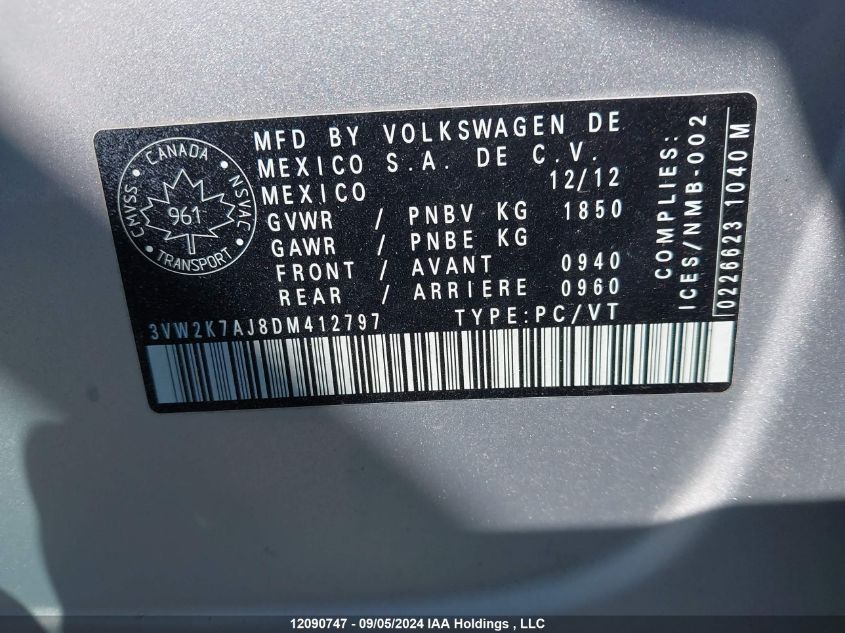 CANADA
CMVSS
NSVAC
961
TRANSPORT
MFD BY VOLKSWAGEN DE
MEXICO S.A. DE C.V.
MEXICO 12/12
GVWR / PNBV KG 1850
GAWR / PNBE KG
FRONT / AVANT 0940
REAR / ARRIERE 0960
3VW2K7AJ8DM412797 TYPE:PC/VT
COMPLIES:
ICES/NMB-002
0226623 1040 M
12090747 - 09/05/2024 IAA Holdings , LLC